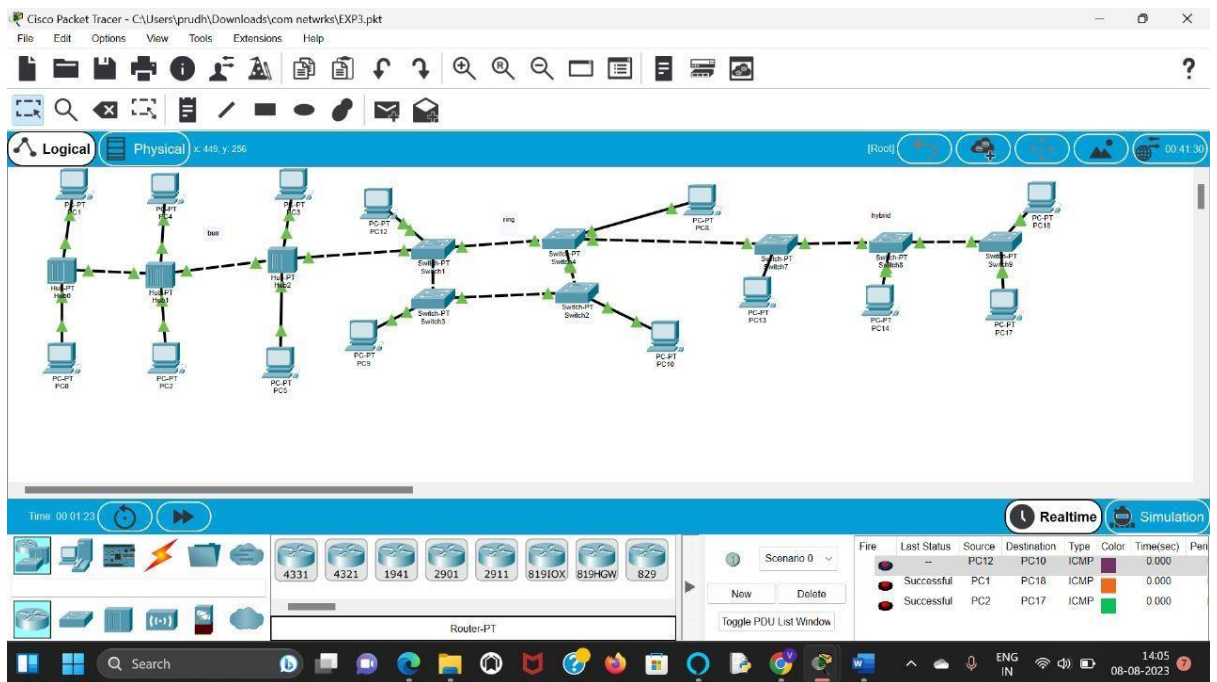 Cisco Packet Tracer - C:\Users\prudh\Downloads\com netwrks\EXP3.pkt
File Edit Options View Tools Extensions Help
Logical Physical x: 449, y: 256 [Root] 00:41:30
PC-PT
PC1
PC-PT
PC4
PC-PT
PC3
PC-PT
PC12
PC-PT
PC8
PC-PT
PC18
bus
ring
hybrid
Hub-PT
Hub0
Hub-PT
Hub1
Hub-PT
Hub2
Switch-PT
Switch1
Switch-PT
Switch4
Switch-PT
Switch7
Switch-PT
Switch8
Switch-PT
Switch9
Switch-PT
Switch3
Switch-PT
Switch2
PC-PT
PC13
PC-PT
PC14
PC-PT
PC17
PC-PT
PC0
PC-PT
PC2
PC-PT
PC5
PC-PT
PC9
PC-PT
PC10
Time: 00:01:23 Realtime Simulation
4331 4321 1941 2901 2911 819IOX 819HGW 829
Router-PT
Scenario 0
New Delete
Toggle PDU List Window
Fire Last Status Source Destination Type Color Time(sec) Peri
-- PC12 PC10 ICMP 0.000
Successful PC1 PC18 ICMP 0.000
Successful PC2 PC17 ICMP 0.000
Search
ENG
IN
14:05
08-08-2023
7